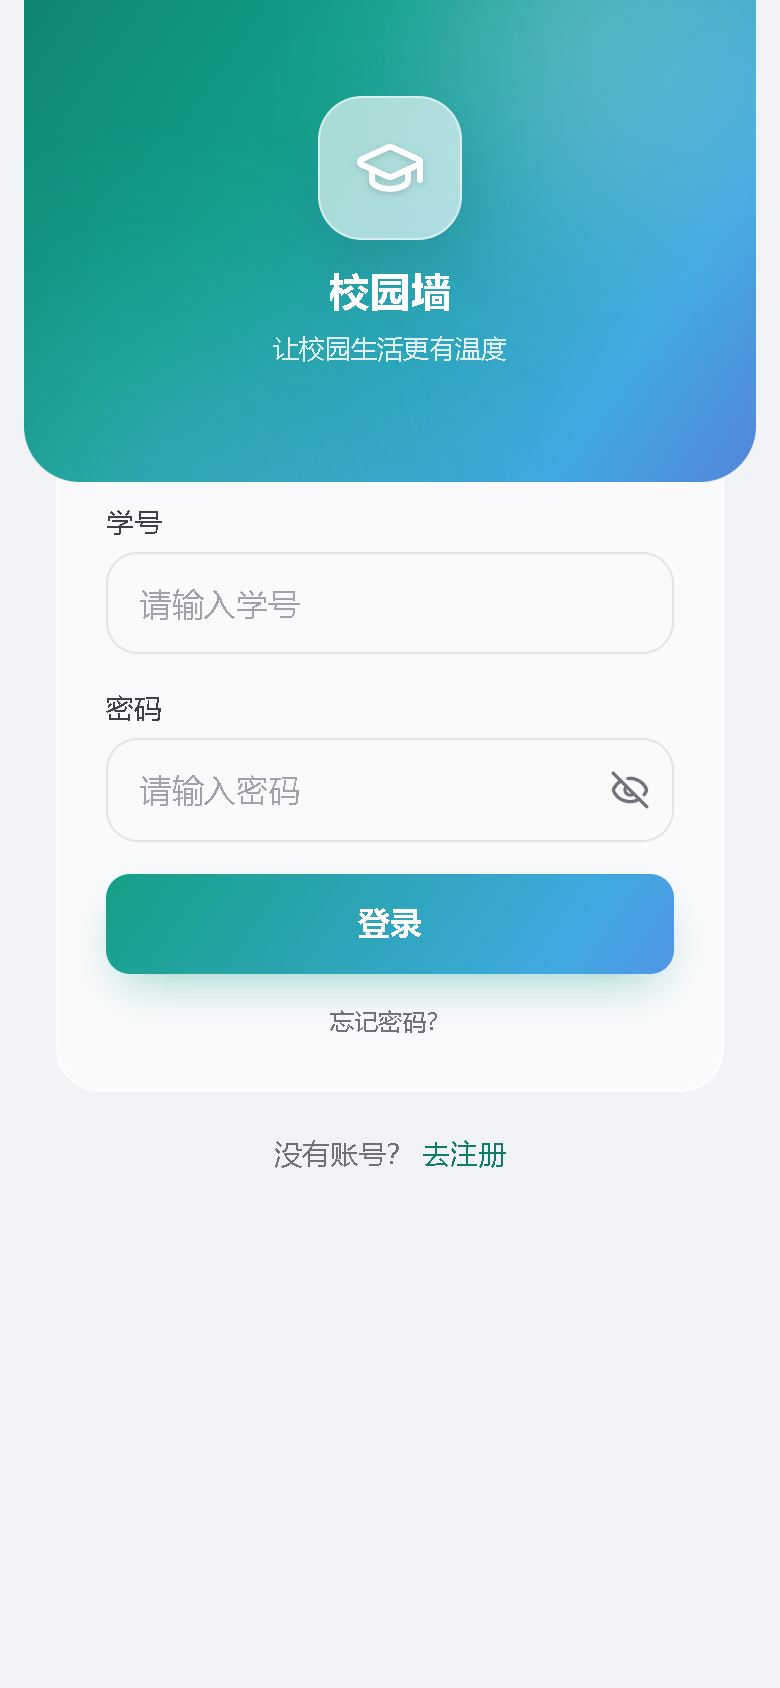 校园墙
让校园生活更有温度
学号
请输入学号
密码
请输入密码
登录
忘记密码?
没有账号? 去注册